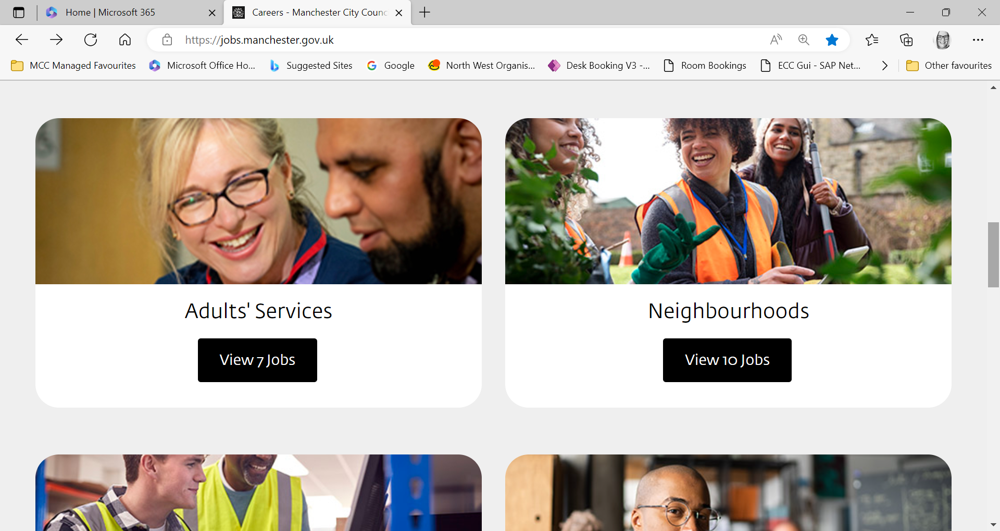 Home | Microsoft 365
Careers - Manchester City Counc
https://jobs.manchester.gov.uk
MCC Managed Favourites
Microsoft Office Ho...
Suggested Sites
Google
North West Organis...
Desk Booking V3 -...
Room Bookings
ECC Gui - SAP Net...
Other favourites
Adults' Services
View 7 Jobs
Neighbourhoods
View 10 Jobs